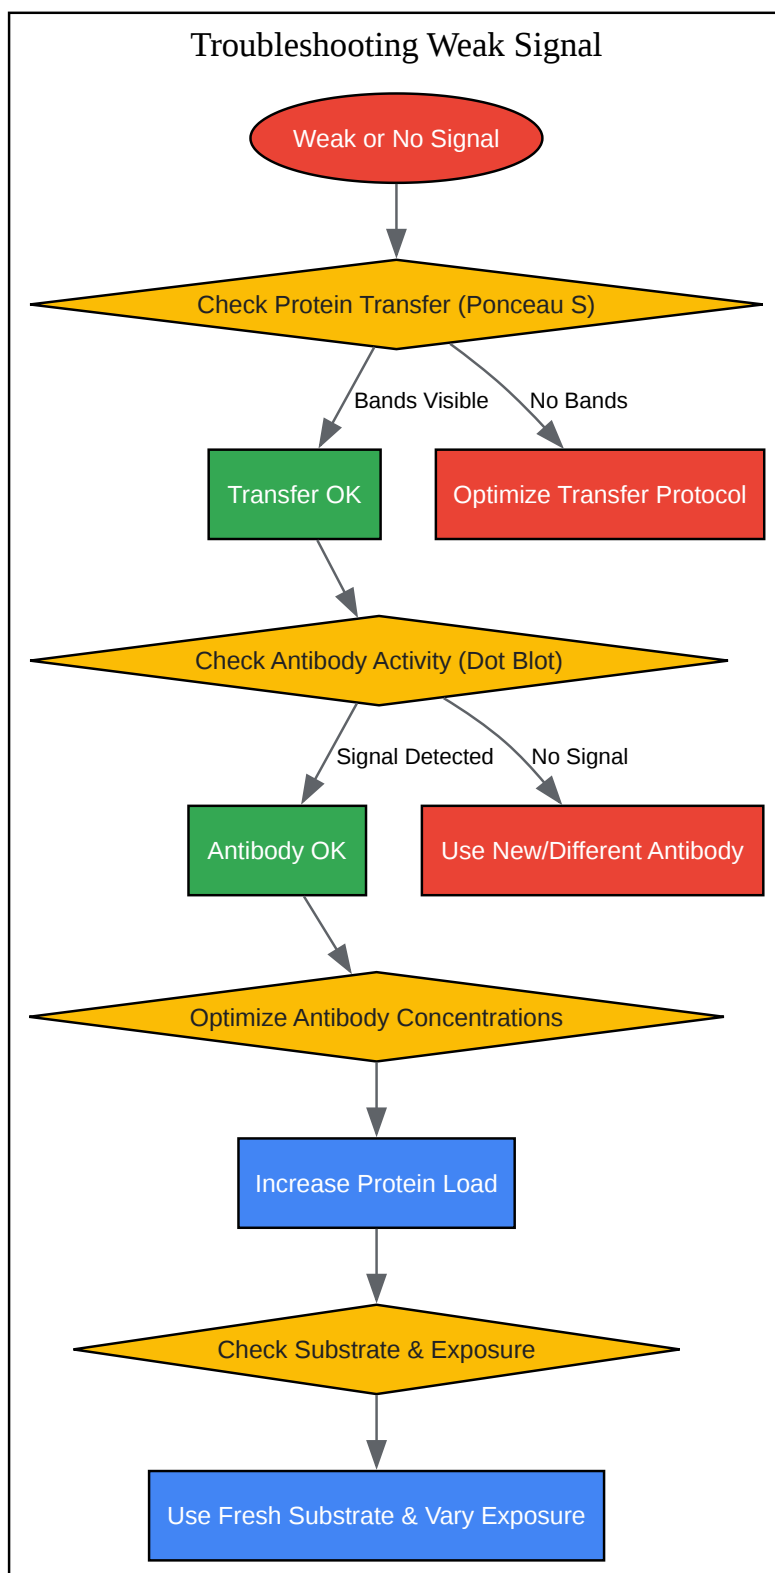 Troubleshooting Weak Signal
Weak or No Signal
Check Protein Transfer (Ponceau S)
Bands Visible
No Bands
Transfer OK
Optimize Transfer Protocol
Check Antibody Activity (Dot Blot)
Signal Detected
No Signal
Antibody OK
Use New/Different Antibody
Optimize Antibody Concentrations
Increase Protein Load
Check Substrate & Exposure
Use Fresh Substrate & Vary Exposure